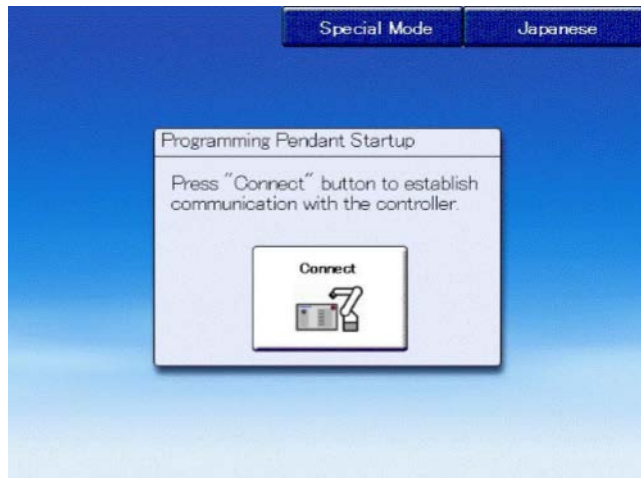 Special Mode
Japanese
Programming Pendant Startup
Press "Connect" button to establish
communication with the controller.
Connect